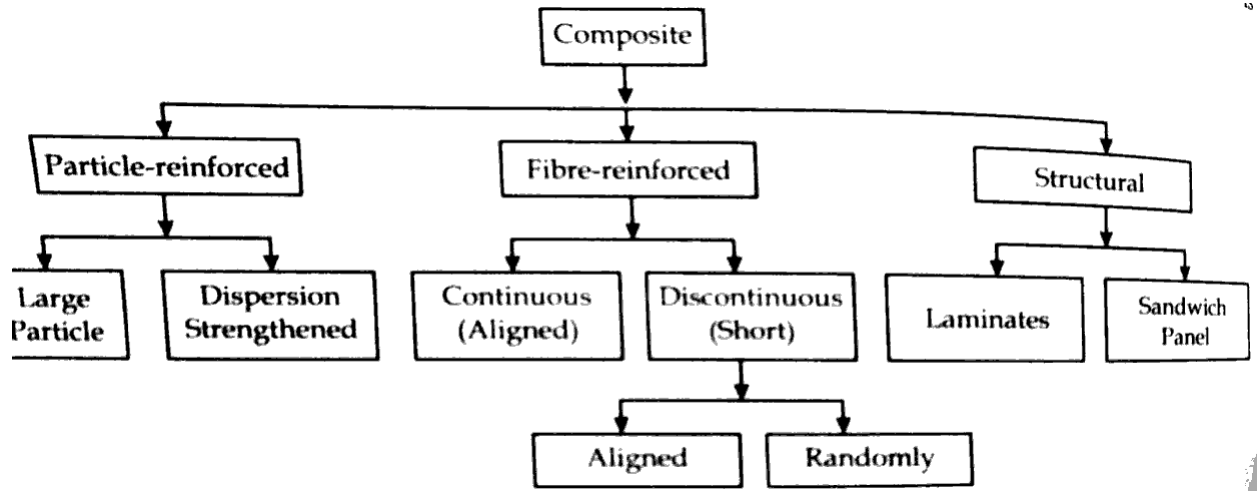 Composite
Particle-reinforced
Fibre-reinforced
Structural
Large
Particle
Dispersion
Strengthened
Continuous
(Aligned)
Discontinuous
(Short)
Laminates
Sandwich
Panel
Aligned
Randomly